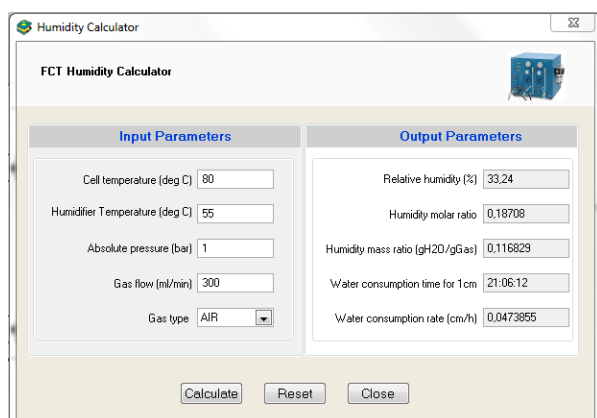 Humidity Calculator
FCT Humidity Calculator
Input Parameters
Cell temperature (deg C) 80
Humidifier Temperature (deg C) 55
Absolute pressure (bar) 1
Gas flow (ml/min) 300
Gas type AIR
Output Parameters
Relative humidity (%) 33,24
Humidity molar ratio 0,18708
Humidity mass ratio (gH2O/gGas) 0,116829
Water consumption time for 1cm 21:06:12
Water consumption rate (cm/h) 0,0473855
Calculate Reset Close